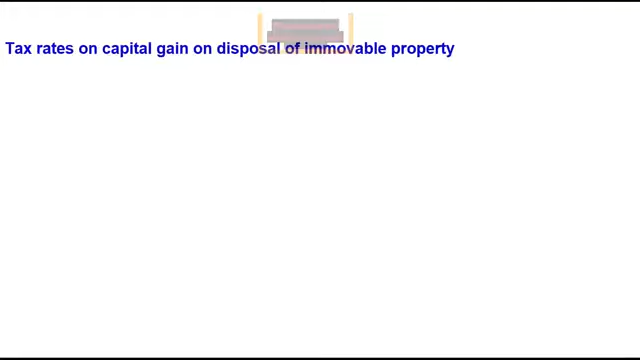 Tax rates on capital gain on disposal of immovable property